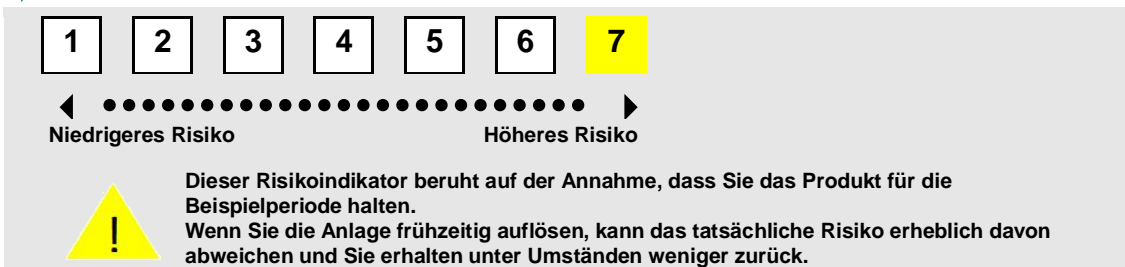 1 2 3 4 5 6 7
Niedrigeres Risiko Höheres Risiko
Dieser Risikoindikator beruht auf der Annahme, dass Sie das Produkt für die
Beispielperiode halten.
! Wenn Sie die Anlage frühzeitig auflösen, kann das tatsächliche Risiko erheblich davon
abweichen und Sie erhalten unter Umständen weniger zurück.